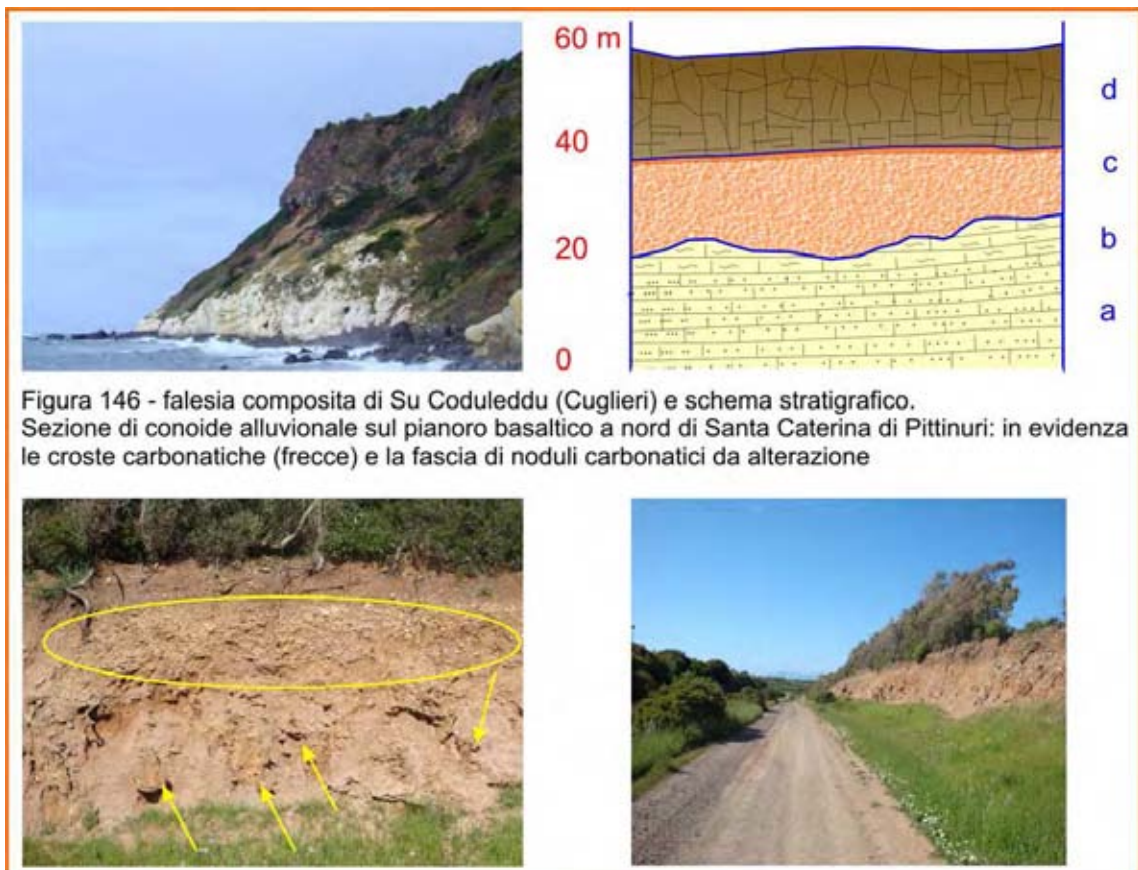 60 m
40
20
0
d
c
b
a
Figura 146 - falesia composita di Su Coduleddu (Cuglieri) e schema stratigrafico.
Sezione di conoide alluvionale sul pianoro basaltico a nord di Santa Caterina di Pittinuri: in evidenza
le croste carbonatiche (frecce) e la fascia di noduli carbonatici da alterazione